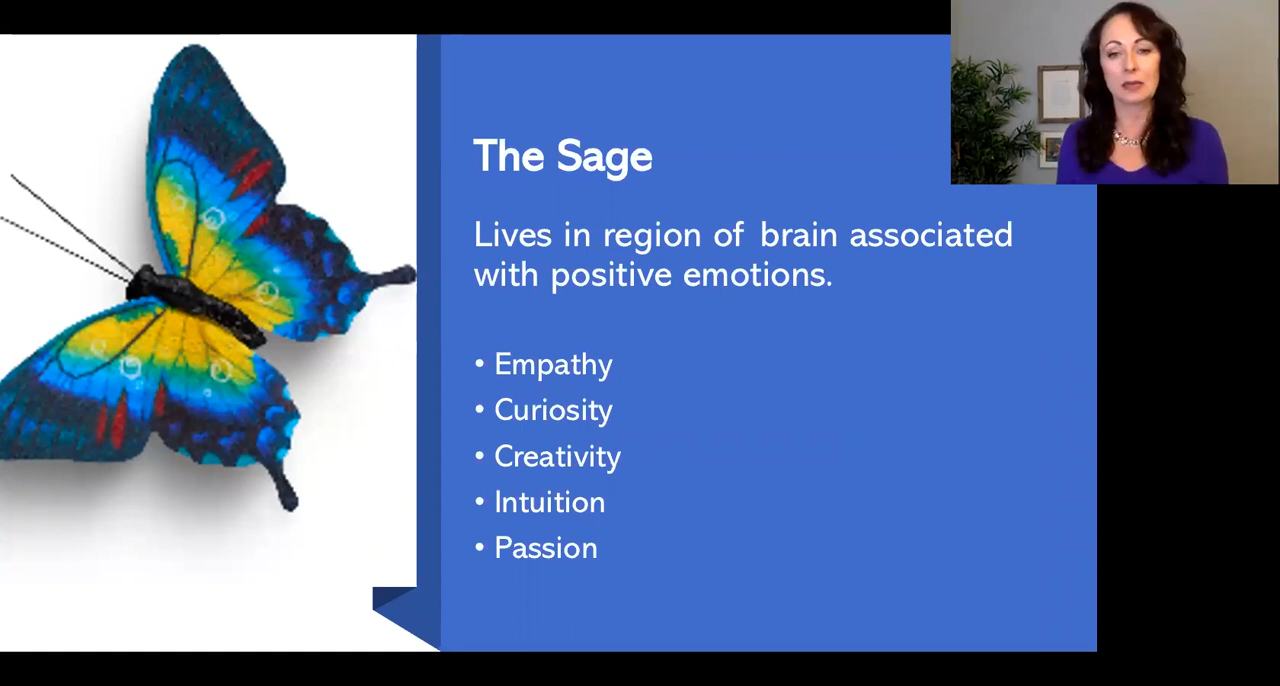 The Sage
Lives in region of brain associated
with positive emotions.
• Empathy
• Curiosity
• Creativity
• Intuition
• Passion